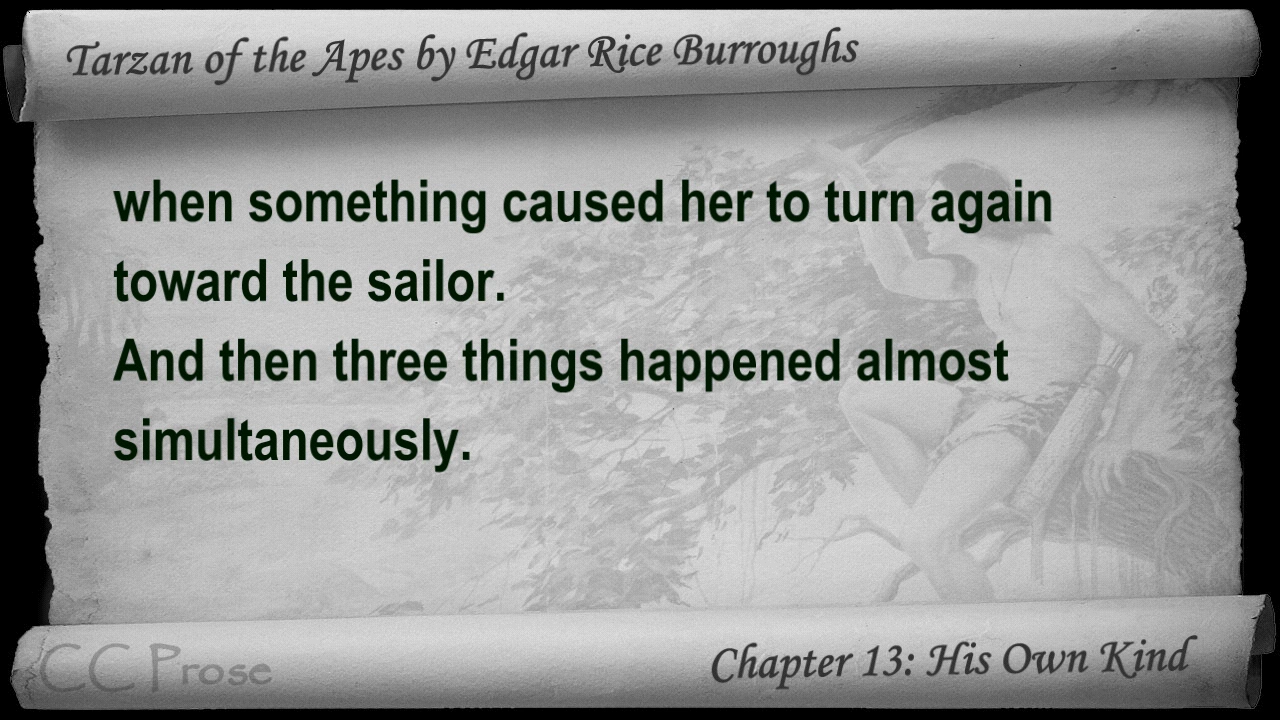 Tarzan of the Apes by Edgar Rice Burroughs
when something caused her to turn again
toward the sailor.
And then three things happened almost
simultaneously.
CC Prose
Chapter 13: His Own Kind